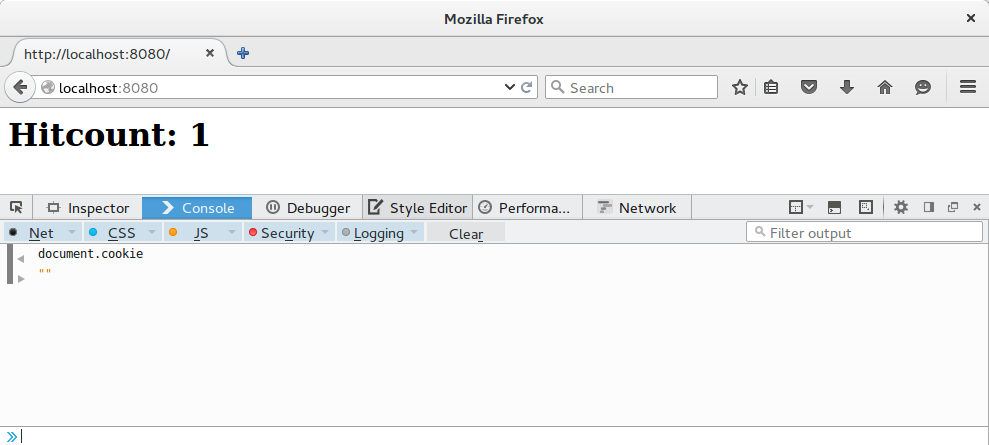 Mozilla Firefox
http://localhost:8080/
localhost:8080
Search
Hitcount: 1
Inspector Console Debugger Style Editor Performa... Network
Net CSS JS Security Logging Clear Filter output
document.cookie
""